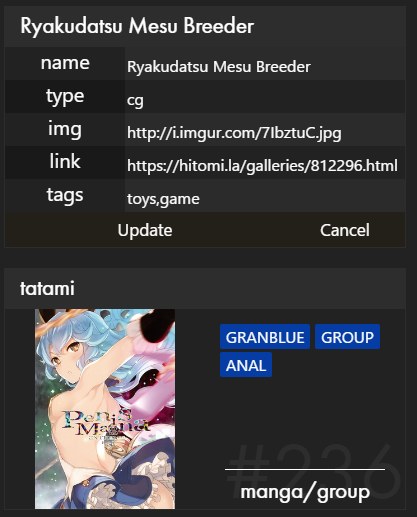 Ryakudatsu Mesu Breeder
name Ryakudatsu Mesu Breeder
type cg
img http://i.imgur.com/7IbztuC.jpg
link https://hitomi.la/galleries/812296.html
tags toys,game
Update Cancel
tatami
GRANBLUE GROUP
ANAL
Penis
Mania
#236
manga/group